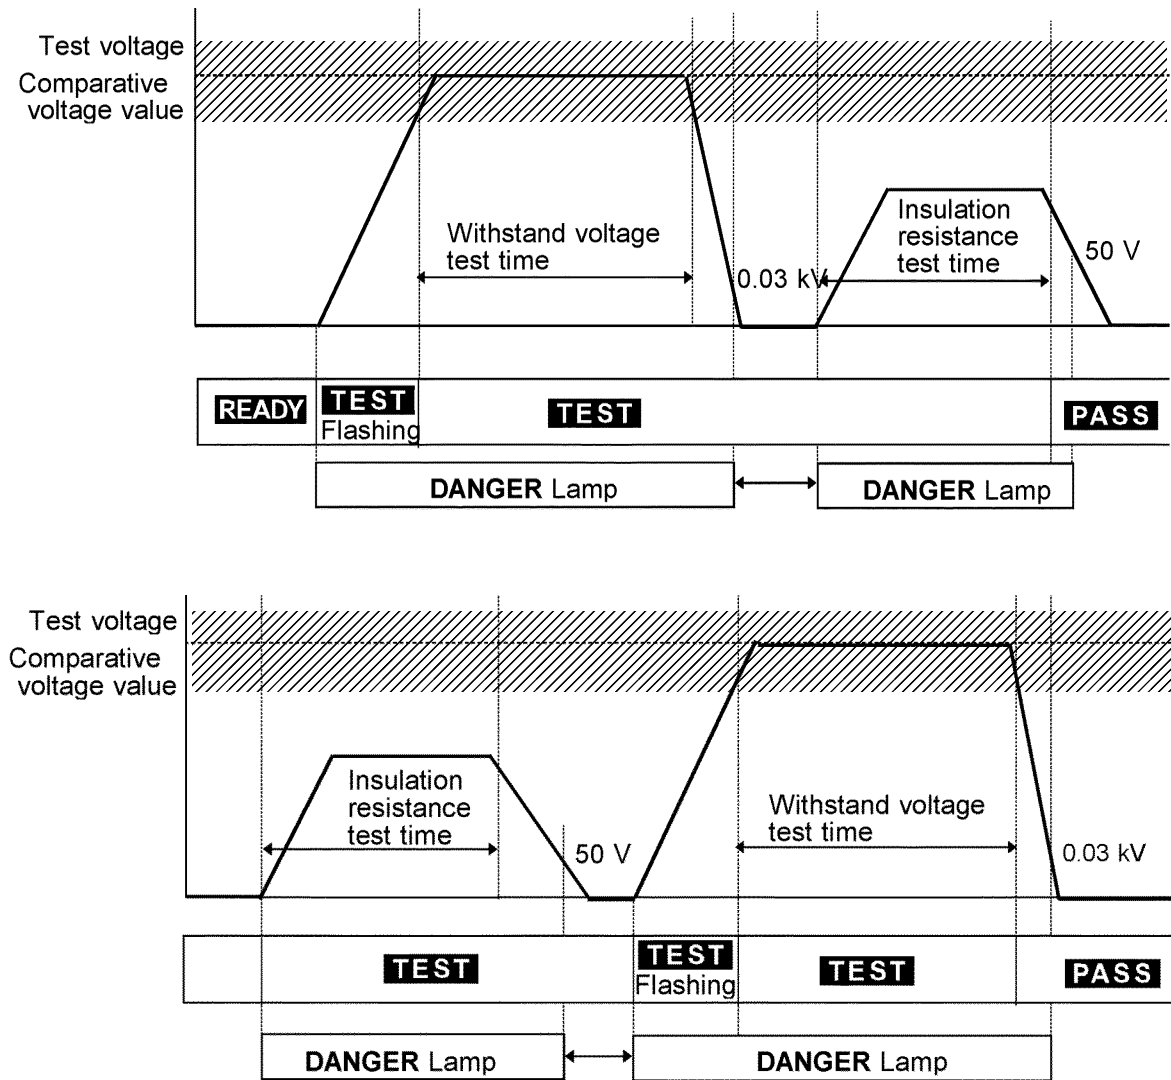 Test voltage
Comparative
voltage value
Withstand voltage
test time
0.03 kV
Insulation
resistance
test time
50 V
READY
TEST
Flashing
TEST
PASS
DANGER Lamp
DANGER Lamp
Test voltage
Comparative
voltage value
Insulation
resistance
test time
50 V
Withstand voltage
test time
0.03 kV
TEST
TEST
Flashing
TEST
PASS
DANGER Lamp
DANGER Lamp